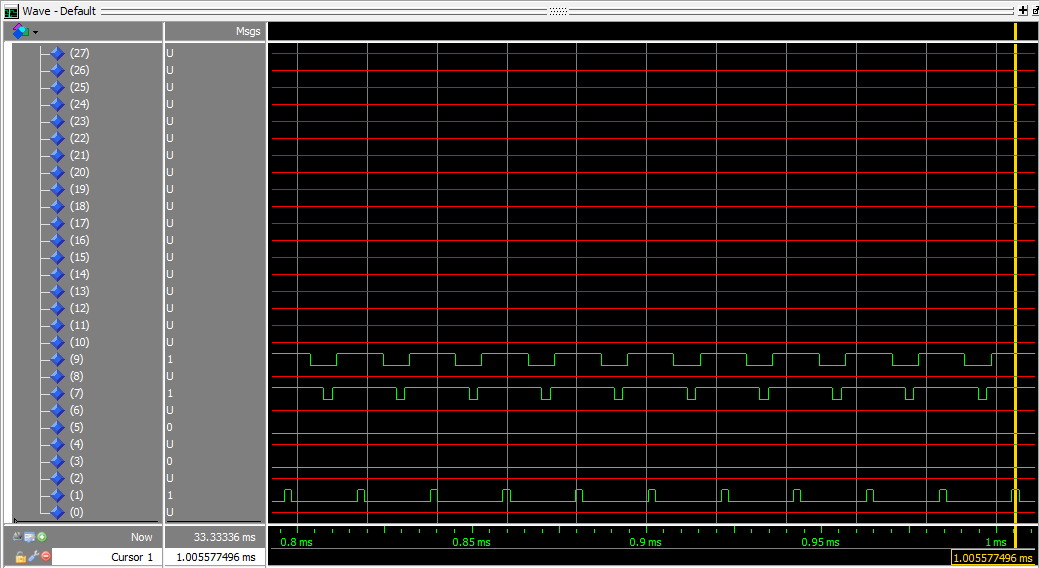 Wave - Default
Msgs
(27) U
(26) U
(25) U
(24) U
(23) U
(22) U
(21) U
(20) U
(19) U
(18) U
(17) U
(16) U
(15) U
(14) U
(13) U
(12) U
(11) U
(10) U
(9) 1
(8) U
(7) 1
(6) U
(5) 0
(4) U
(3) 0
(2) U
(1) 1
(0) U
Now 33.33336 ms 0.8 ms 0.85 ms 0.9 ms 0.95 ms 1 ms
Cursor 1 1.005577496 ms 1.005577496 ms